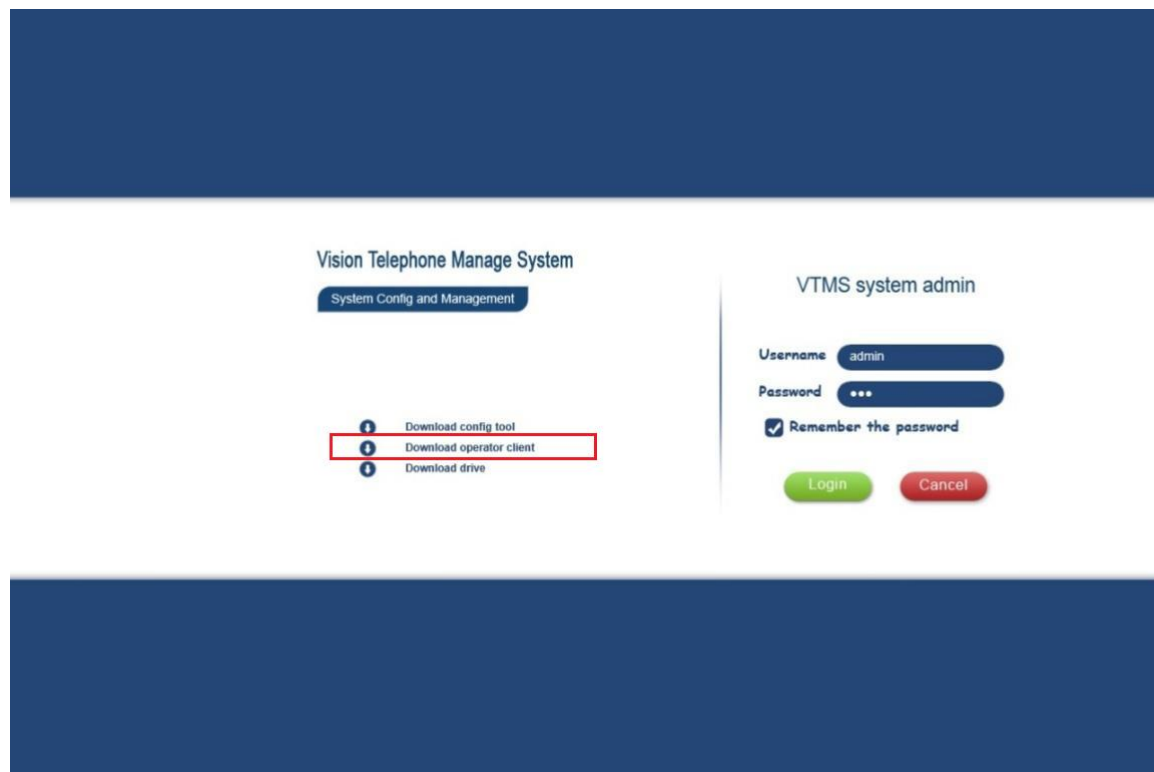 Vision Telephone Manage System
System Config and Management
Download config tool
Download operator client
Download drive
VTMS system admin
Username admin
Password •••
Remember the password
Login Cancel